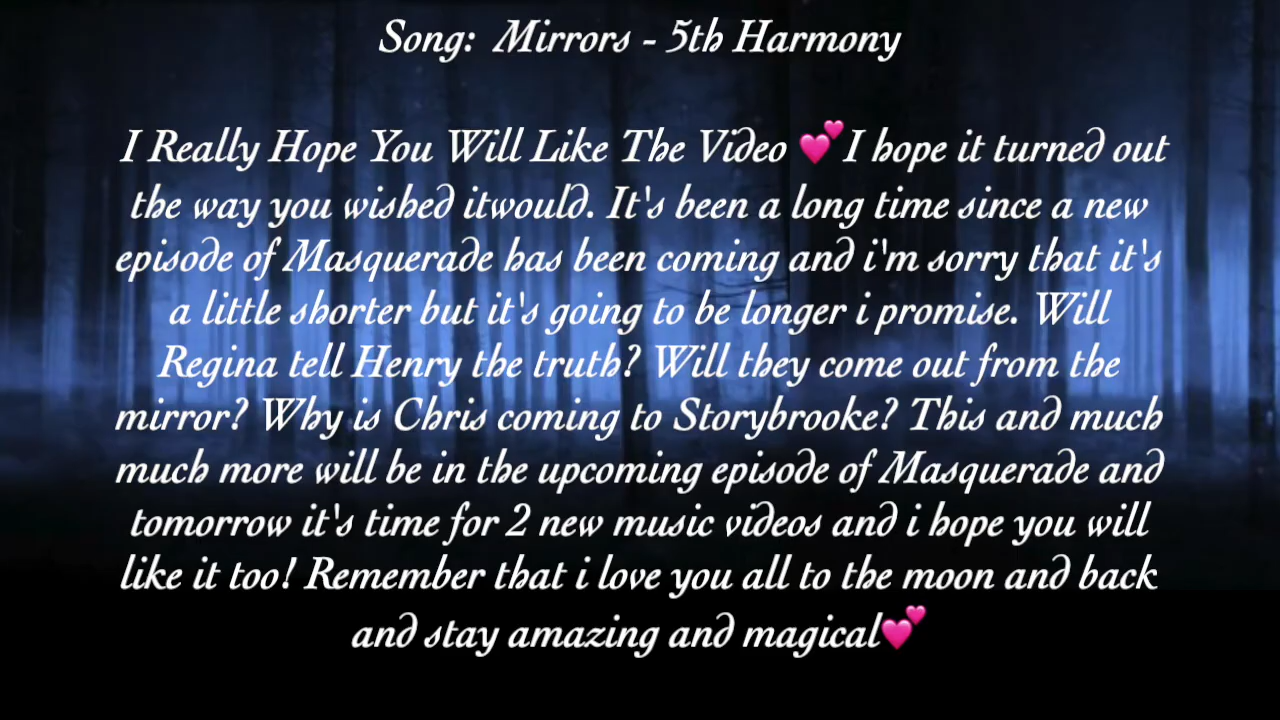 Song:  Mirrors - 5th Harmony
I Really Hope You Will Like The Video 💕I hope it turned out
the way you wished itwould. It's been a long time since a new
episode of Masquerade has been coming and i'm sorry that it's
a little shorter but it's going to be longer i promise. Will
Regina tell Henry the truth? Will they come out from the
mirror? Why is Chris coming to Storybrooke? This and much
much more will be in the upcoming episode of Masquerade and
tomorrow it's time for 2 new music videos and i hope you will
like it too! Remember that i love you all to the moon and back
and stay amazing and magical💕